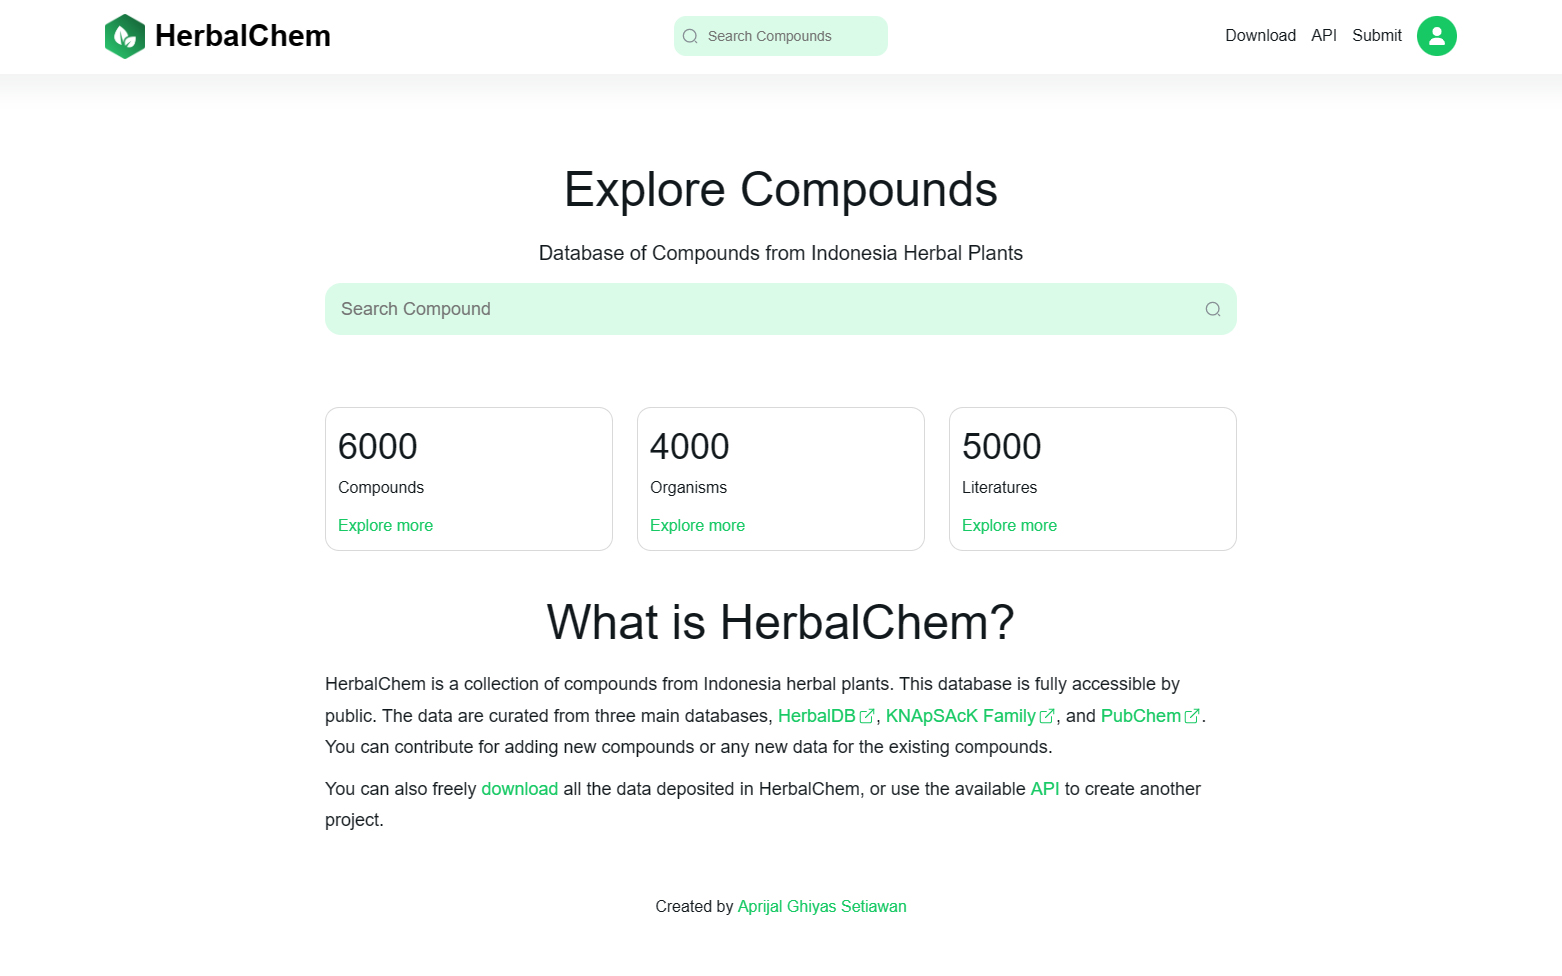 HerbalChem
Search Compounds
Download API Submit
Explore Compounds
Database of Compounds from Indonesia Herbal Plants
Search Compound
6000
Compounds
Explore more
4000
Organisms
Explore more
5000
Literatures
Explore more
What is HerbalChem?
HerbalChem is a collection of compounds from Indonesia herbal plants. This database is fully accessible by
public. The data are curated from three main databases, HerbalDB, KNApSAcK Family, and PubChem.
You can contribute for adding new compounds or any new data for the existing compounds.
You can also freely download all the data deposited in HerbalChem, or use the available API to create another
project.
Created by Aprijal Ghiyas Setiawan